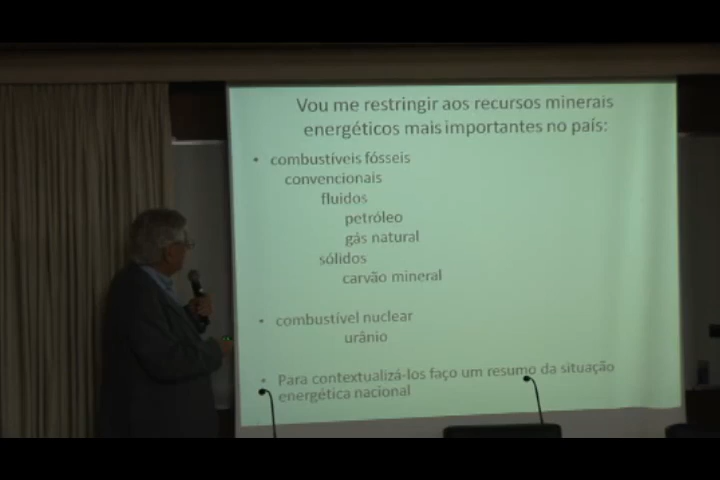 Vou me restringir aos recursos minerais
energéticos mais importantes no país:
• combustíveis fósseis
convencionais
fluidos
petróleo
gás natural
sólidos
carvão mineral
• combustível nuclear
urânio
• Para contextualizá-los faço um resumo da situação
energética nacional